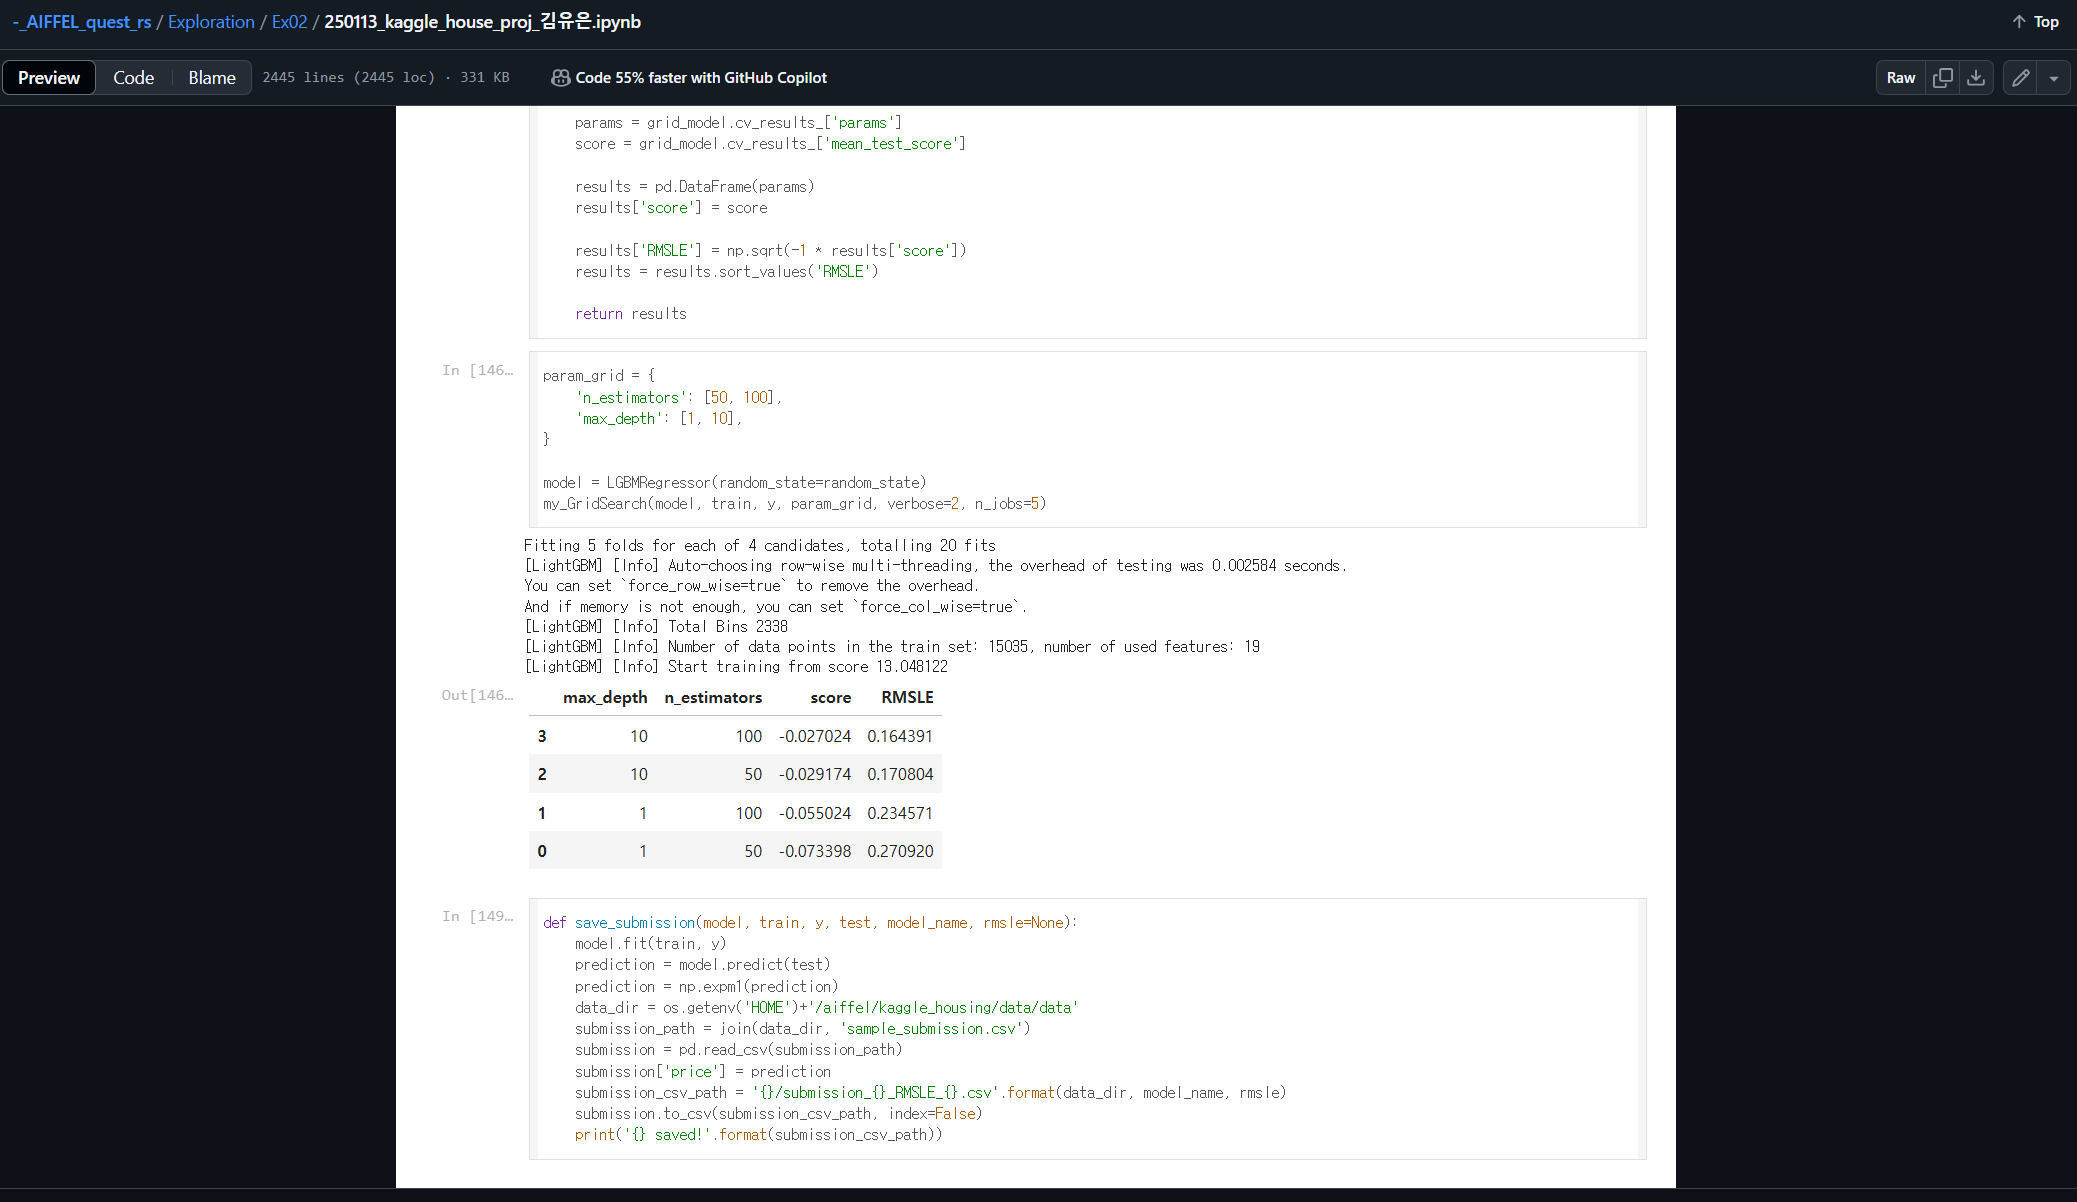 -_AIFFEL_quest_rs / Exploration / Ex02 / 250113_kaggle_house_proj_김유은.ipynb
Top
Preview Code Blame 2445 lines (2445 loc) · 331 KB Code 55% faster with GitHub Copilot Raw
params = grid_model.cv_results_['params']
score = grid_model.cv_results_['mean_test_score']
results = pd.DataFrame(params)
results['score'] = score
results['RMSLE'] = np.sqrt(-1 * results['score'])
results = results.sort_values('RMSLE')
return results
In [146…
param_grid = {
'n_estimators': [50, 100],
'max_depth': [1, 10],
}
model = LGBMRegressor(random_state=random_state)
my_GridSearch(model, train, y, param_grid, verbose=2, n_jobs=5)
Fitting 5 folds for each of 4 candidates, totalling 20 fits
[LightGBM] [Info] Auto-choosing row-wise multi-threading, the overhead of testing was 0.002584 seconds.
You can set `force_row_wise=true` to remove the overhead.
And if memory is not enough, you can set `force_col_wise=true`.
[LightGBM] [Info] Total Bins 2338
[LightGBM] [Info] Number of data points in the train set: 15035, number of used features: 19
[LightGBM] [Info] Start training from score 13.048122
Out[146…
max_depth n_estimators score RMSLE
3 10 100 -0.027024 0.164391
2 10 50 -0.029174 0.170804
1 1 100 -0.055024 0.234571
0 1 50 -0.073398 0.270920
In [149…
def save_submission(model, train, y, test, model_name, rmsle=None):
model.fit(train, y)
prediction = model.predict(test)
prediction = np.expm1(prediction)
data_dir = os.getenv('HOME')+'/aiffel/kaggle_housing/data/data'
submission_path = join(data_dir, 'sample_submission.csv')
submission = pd.read_csv(submission_path)
submission['price'] = prediction
submission_csv_path = '{}/submission_{}_RMSLE_{}.csv'.format(data_dir, model_name, rmsle)
submission.to_csv(submission_csv_path, index=False)
print('{} saved!'.format(submission_csv_path))